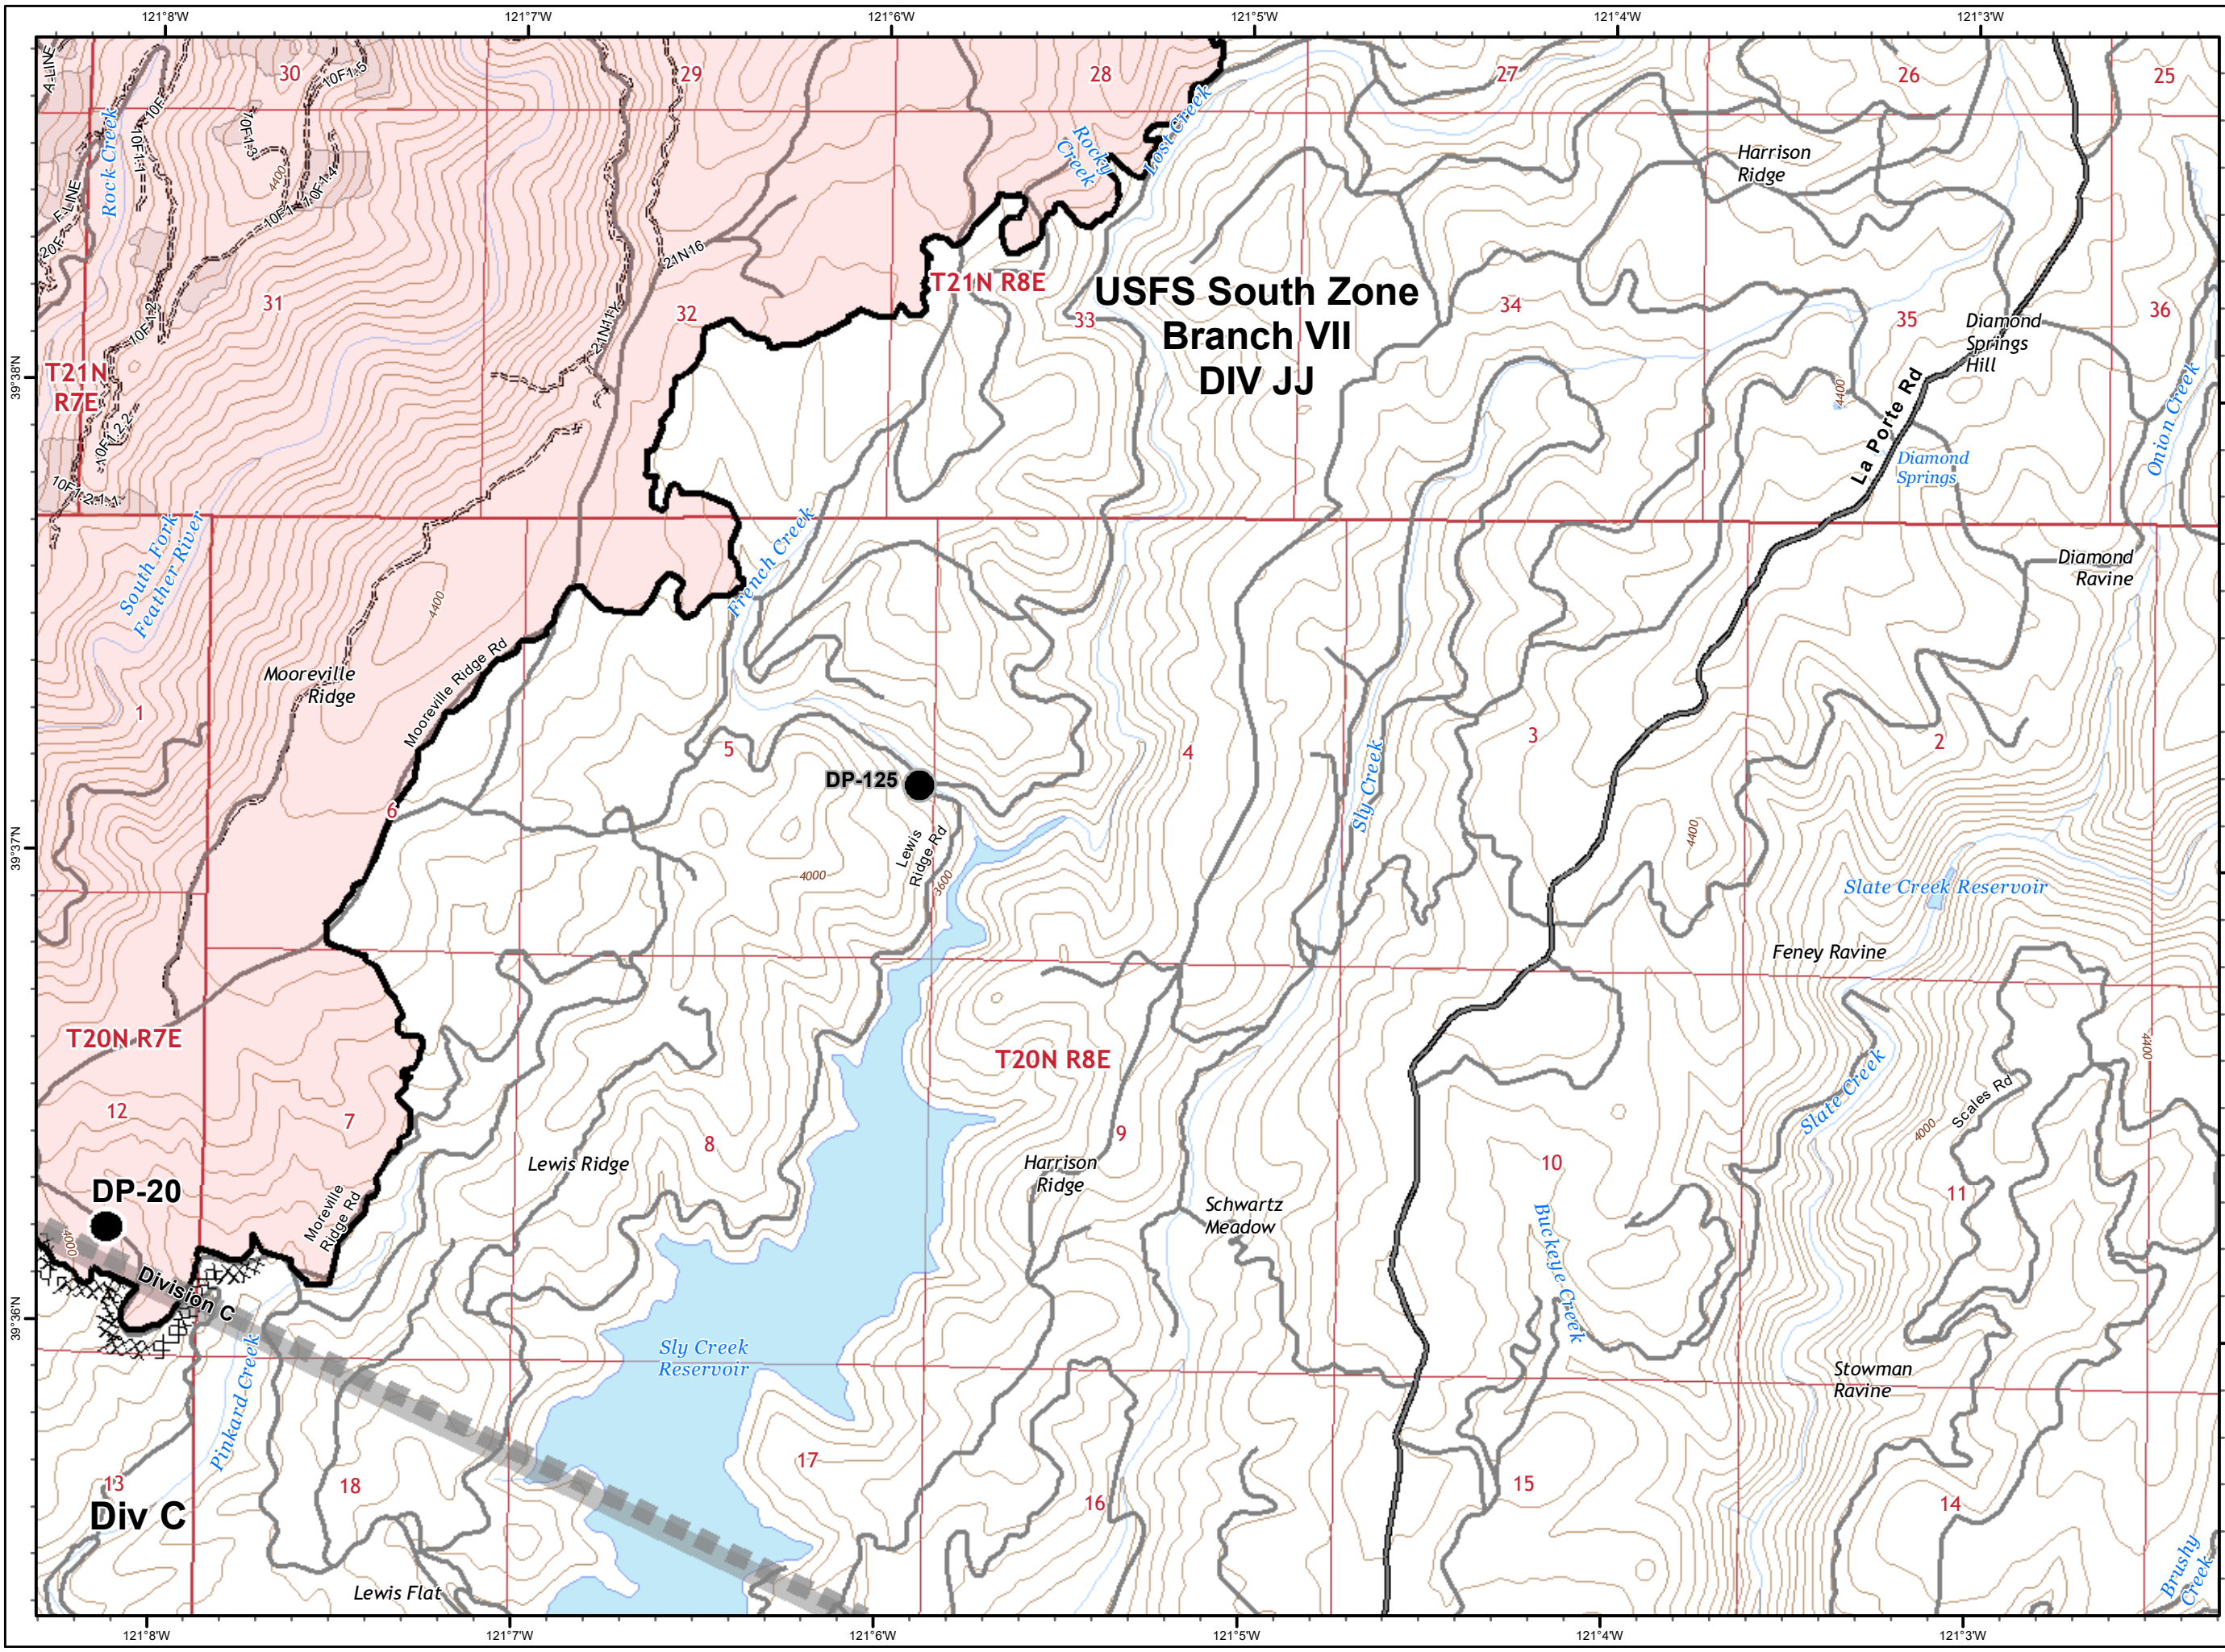 121°8'W
121°7'W
121°6'W
121°5'W
121°4'W
121°3'W
A-LINE
30
10F1.5
29
28
27
26
25
Rock Creek
10F
10F1.1
10F1.3
4400
10F1.4
10F1
F-LINE
20F
Rocky
Creek
Lost Creek
Harrison
Ridge
21N16
31
32
T21N R8E
33
USFS South Zone
Branch VII
DIV JJ
34
35
36
Diamond
Springs
Hill
10F1.2
21N11Y
39°38'N
T21N
R7E
4400
La Porte Rd
Onion Creek
10F1.2.2
Diamond
Springs
10F1.2.1.1
South Fork
Feather River
French Creek
4400
Diamond
Ravine
Mooreville
Ridge
Mooreville Ridge Rd
1
5
4
3
2
DP-125
6
Sly Creek
4400
39°37'N
Lewis
Ridge Rd
4000
3600
Slate Creek Reservoir
Feney Ravine
T20N R7E
T20N R8E
4400
12
7
8
9
Slate Creek
Scales Rd
4000
Lewis Ridge
Harrison
Ridge
10
11
DP-20
Schwartz
Meadow
Moreville
Ridge Rd
4000
Buckeye Creek
Division C
39°36'N
Pinkard Creek
Sly Creek
Reservoir
Stowman
Ravine
13
18
17
16
15
14
Div C
Lewis Flat
Brushy
Creek
121°8'W
121°7'W
121°6'W
121°5'W
121°4'W
121°3'W